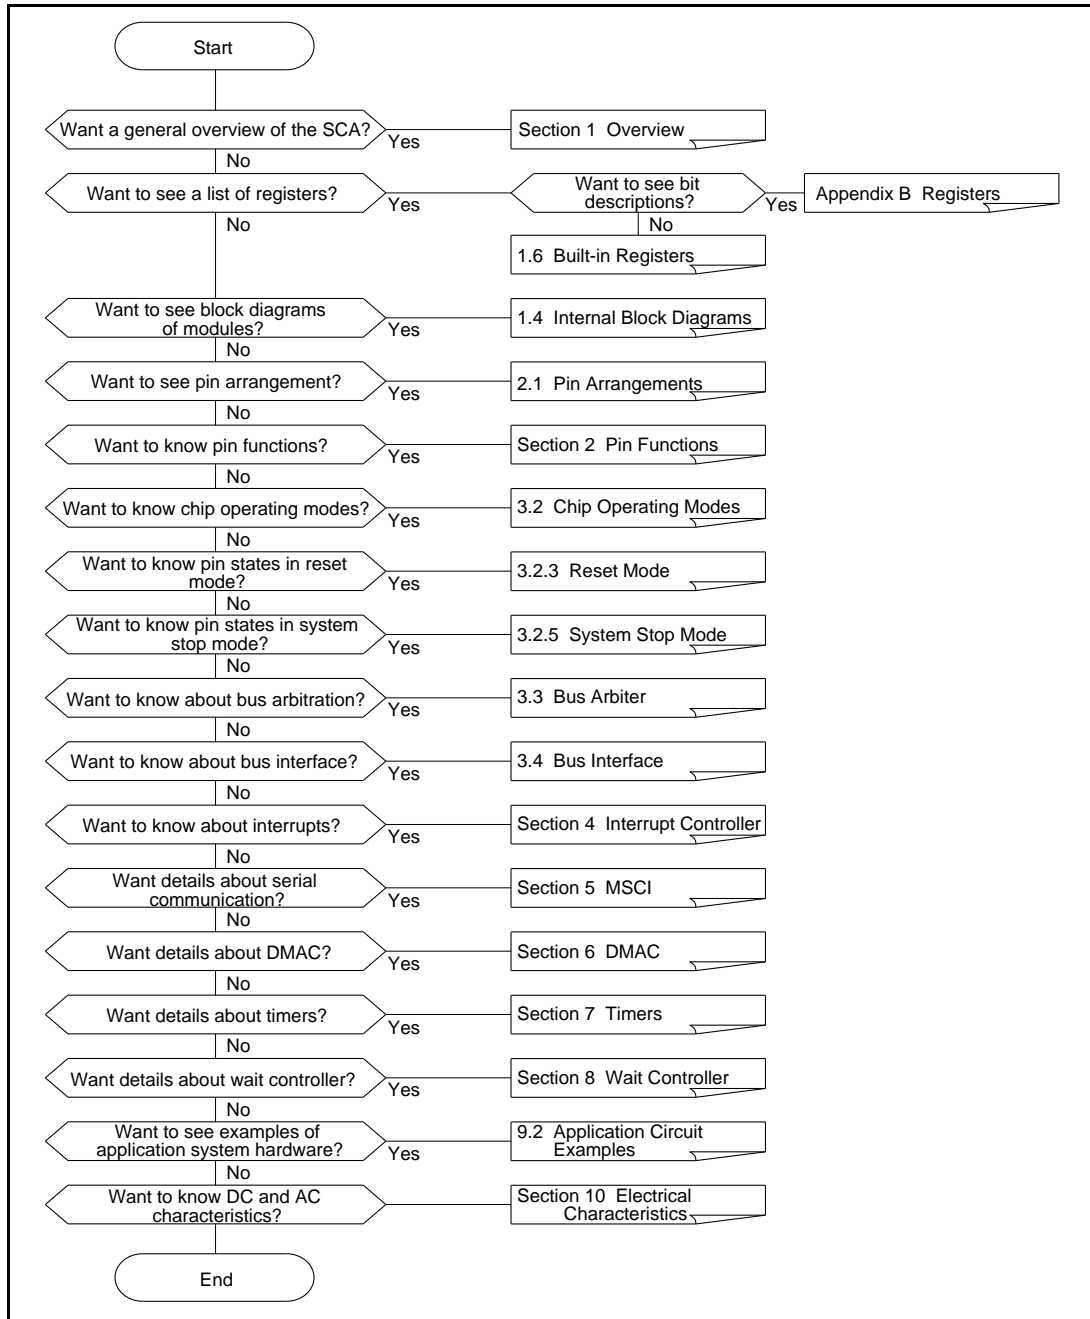 Start
Want a general overview of the SCA?
Yes
Section 1 Overview
No
Want to see a list of registers?
Yes
Want to see bit
descriptions?
Yes
Appendix B Registers
No
No
1.6 Built-in Registers
Want to see block diagrams
of modules?
Yes
1.4 Internal Block Diagrams
No
Want to see pin arrangement?
Yes
2.1 Pin Arrangements
No
Want to know pin functions?
Yes
Section 2 Pin Functions
No
Want to know chip operating modes?
Yes
3.2 Chip Operating Modes
No
Want to know pin states in reset
mode?
Yes
3.2.3 Reset Mode
No
Want to know pin states in system
stop mode?
Yes
3.2.5 System Stop Mode
No
Want to know about bus arbitration?
Yes
3.3 Bus Arbiter
No
Want to know about bus interface?
Yes
3.4 Bus Interface
No
Want to know about interrupts?
Yes
Section 4 Interrupt Controller
No
Want details about serial
communication?
Yes
Section 5 MSCI
No
Want details about DMAC?
Yes
Section 6 DMAC
No
Want details about timers?
Yes
Section 7 Timers
No
Want details about wait controller?
Yes
Section 8 Wait Controller
No
Want to see examples of
application system hardware?
Yes
9.2 Application Circuit
Examples
No
Want to know DC and AC
characteristics?
Section 10 Electrical
Characteristics
End